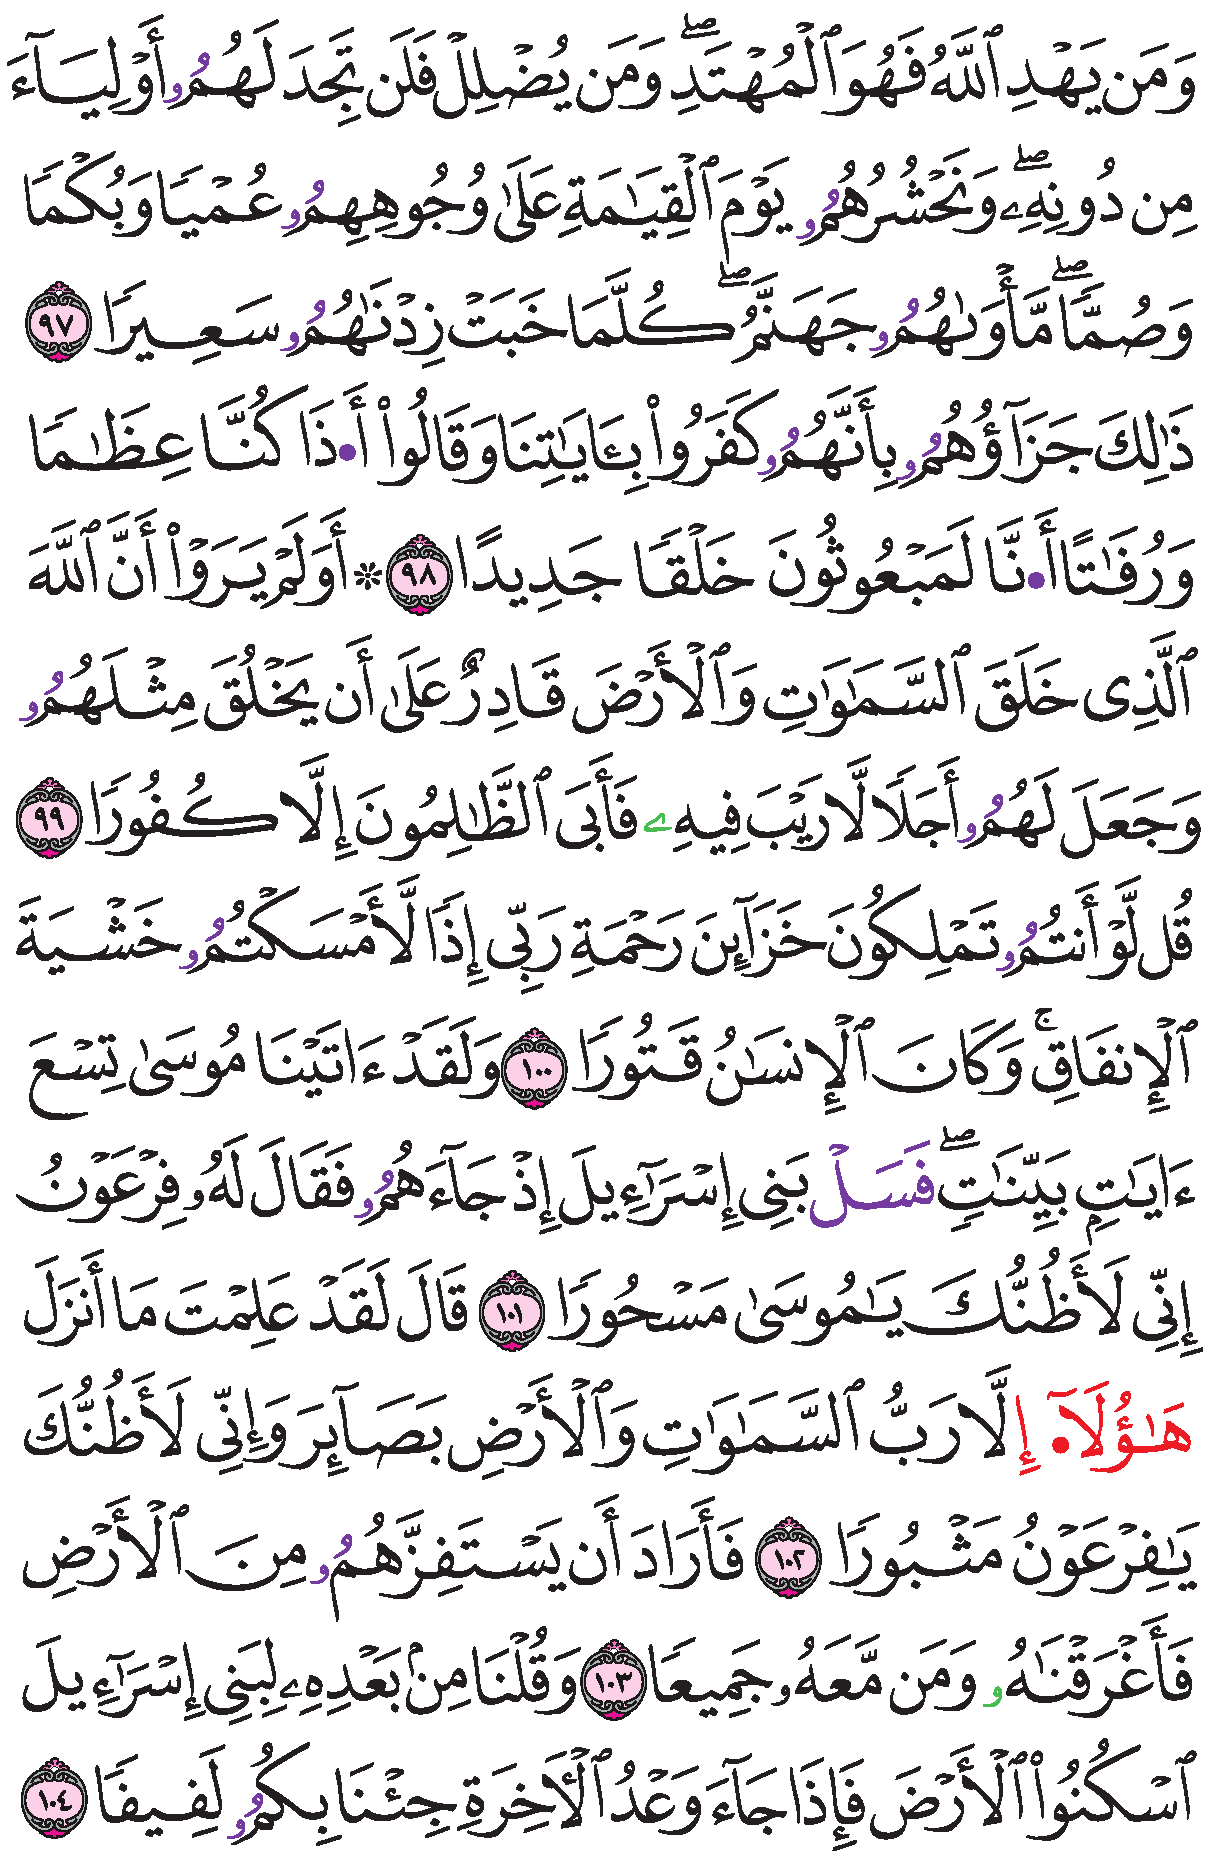 وَمَن يَهْدِ ٱللَّهُ فَهُوَ ٱلْمُهْتَدِۖ وَمَن يُضْلِلْ فَلَن تَجِدَ لَهُمُۥ أَوْلِيَآءَ
مِن دُونِهِۦۖ وَنَحْشُرُهُمُۥ يَوْمَ ٱلْقِيَٰمَةِ عَلَىٰ وُجُوهِهِمُۥ عُمْيًا وَبُكْمًا
وَصُمًّاۖ مَّأْوَىٰهُمُۥ جَهَنَّمُۖ كُلَّمَا خَبَتْ زِدْنَٰهُمُۥ سَعِيرًا ٩٧
ذَٰلِكَ جَزَآؤُهُمُۥ بِأَنَّهُمُۥ كَفَرُوا۟ بِـَٔايَٰتِنَا وَقَالُوا۟ أَ•ذَا كُنَّا عِظَٰمًا
وَرُفَٰتًا أَ•نَّا لَمَبْعُوثُونَ خَلْقًا جَدِيدًا ٩٨ ۞ أَوَلَمْ يَرَوْا۟ أَنَّ ٱللَّهَ
ٱلَّذِى خَلَقَ ٱلسَّمَٰوَٰتِ وَٱلْأَرْضَ قَادِرٌ عَلَىٰ أَن يَخْلُقَ مِثْلَهُمُۥ
وَجَعَلَ لَهُمُۥ أَجَلًا لَّا رَيْبَ فِيهِۦ فَأَبَى ٱلظَّٰلِمُونَ إِلَّا كُفُورًا ٩٩
قُل لَّوْ أَنتُمُۥ تَمْلِكُونَ خَزَآئِنَ رَحْمَةِ رَبِّى إِذًا لَّأَمْسَكْتُمُۥ خَشْيَةَ
ٱلْإِنفَاقِۚ وَكَانَ ٱلْإِنسَٰنُ قَتُورًا ١٠٠ وَلَقَدْ ءَاتَيْنَا مُوسَىٰ تِسْعَ
ءَايَٰتٍۭ بَيِّنَٰتٍۖ فَسَلْ بَنِى إِسْرَٰٓءِيلَ إِذْ جَآءَهُمُۥ فَقَالَ لَهُۥ فِرْعَوْنُ
إِنِّى لَأَظُنُّكَ يَٰمُوسَىٰ مَسْحُورًا ١٠١ قَالَ لَقَدْ عَلِمْتَ مَا أَنزَلَ
هَٰؤُلَآ• إِلَّا رَبُّ ٱلسَّمَٰوَٰتِ وَٱلْأَرْضِ بَصَآئِرَ وَإِنِّى لَأَظُنُّكَ
يَٰفِرْعَوْنُ مَثْبُورًا ١٠٢ فَأَرَادَ أَن يَسْتَفِزَّهُمُۥ مِنَ ٱلْأَرْضِ
فَأَغْرَقْنَٰهُۥ وَمَن مَّعَهُۥ جَمِيعًا ١٠٣ وَقُلْنَا مِنۢ بَعْدِهِۦ لِبَنِى إِسْرَٰٓءِيلَ
ٱسْكُنُوا۟ ٱلْأَرْضَ فَإِذَا جَآءَ وَعْدُ ٱلْأٓخِرَةِ جِئْنَا بِكُمُۥ لَفِيفًا ١٠٤